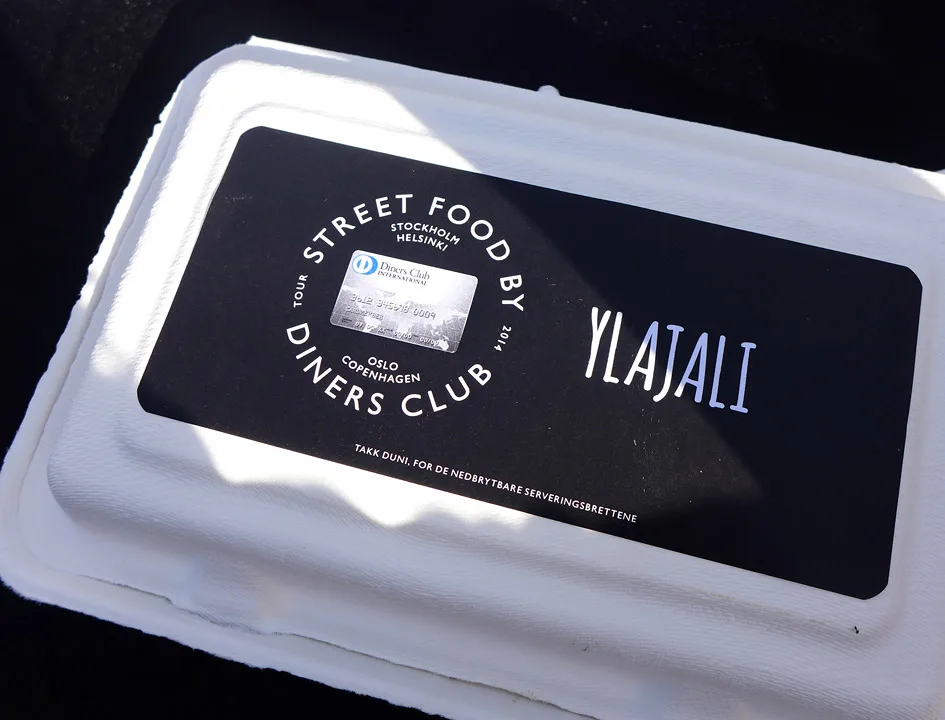 STREET FOOD BY
STOCKHOLM
HELSINKI
TOUR
Diners Club
INTERNATIONAL
2014
OSLO
COPENHAGEN
DINERS CLUB
YLAJALI
TAKK DUNI, FOR DE NEDBRYTBARE SERVERINGSBRETTENE